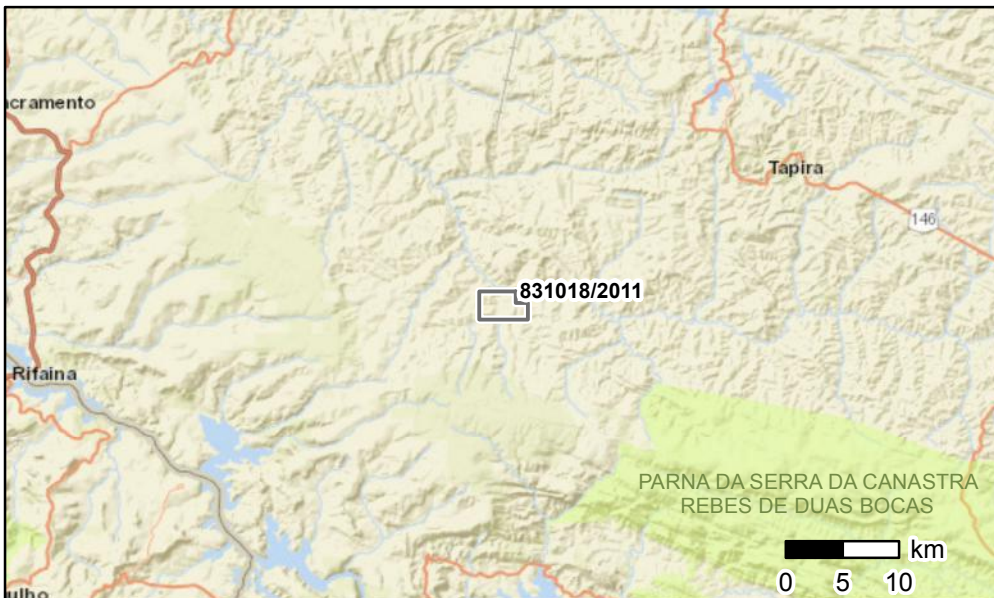 acramento
Tapira
146
831018/2011
Rifaina
PARNA DA SERRA DA CANASTRA
REBES DE DUAS BOCAS
km
0 5 10
ulho